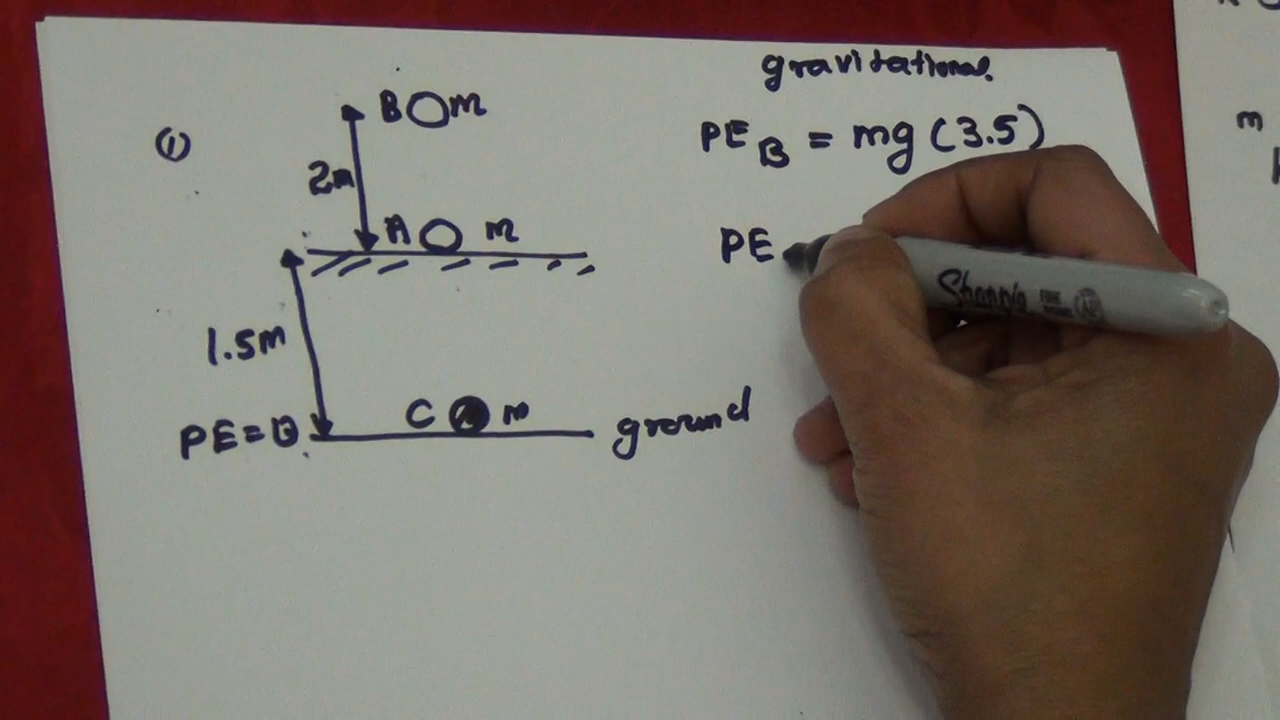 gravitational
①
B m
PE_B = mg (3.5)
2m
A m
PE
Sharpie
1.5m
C m
PE=0
ground
m